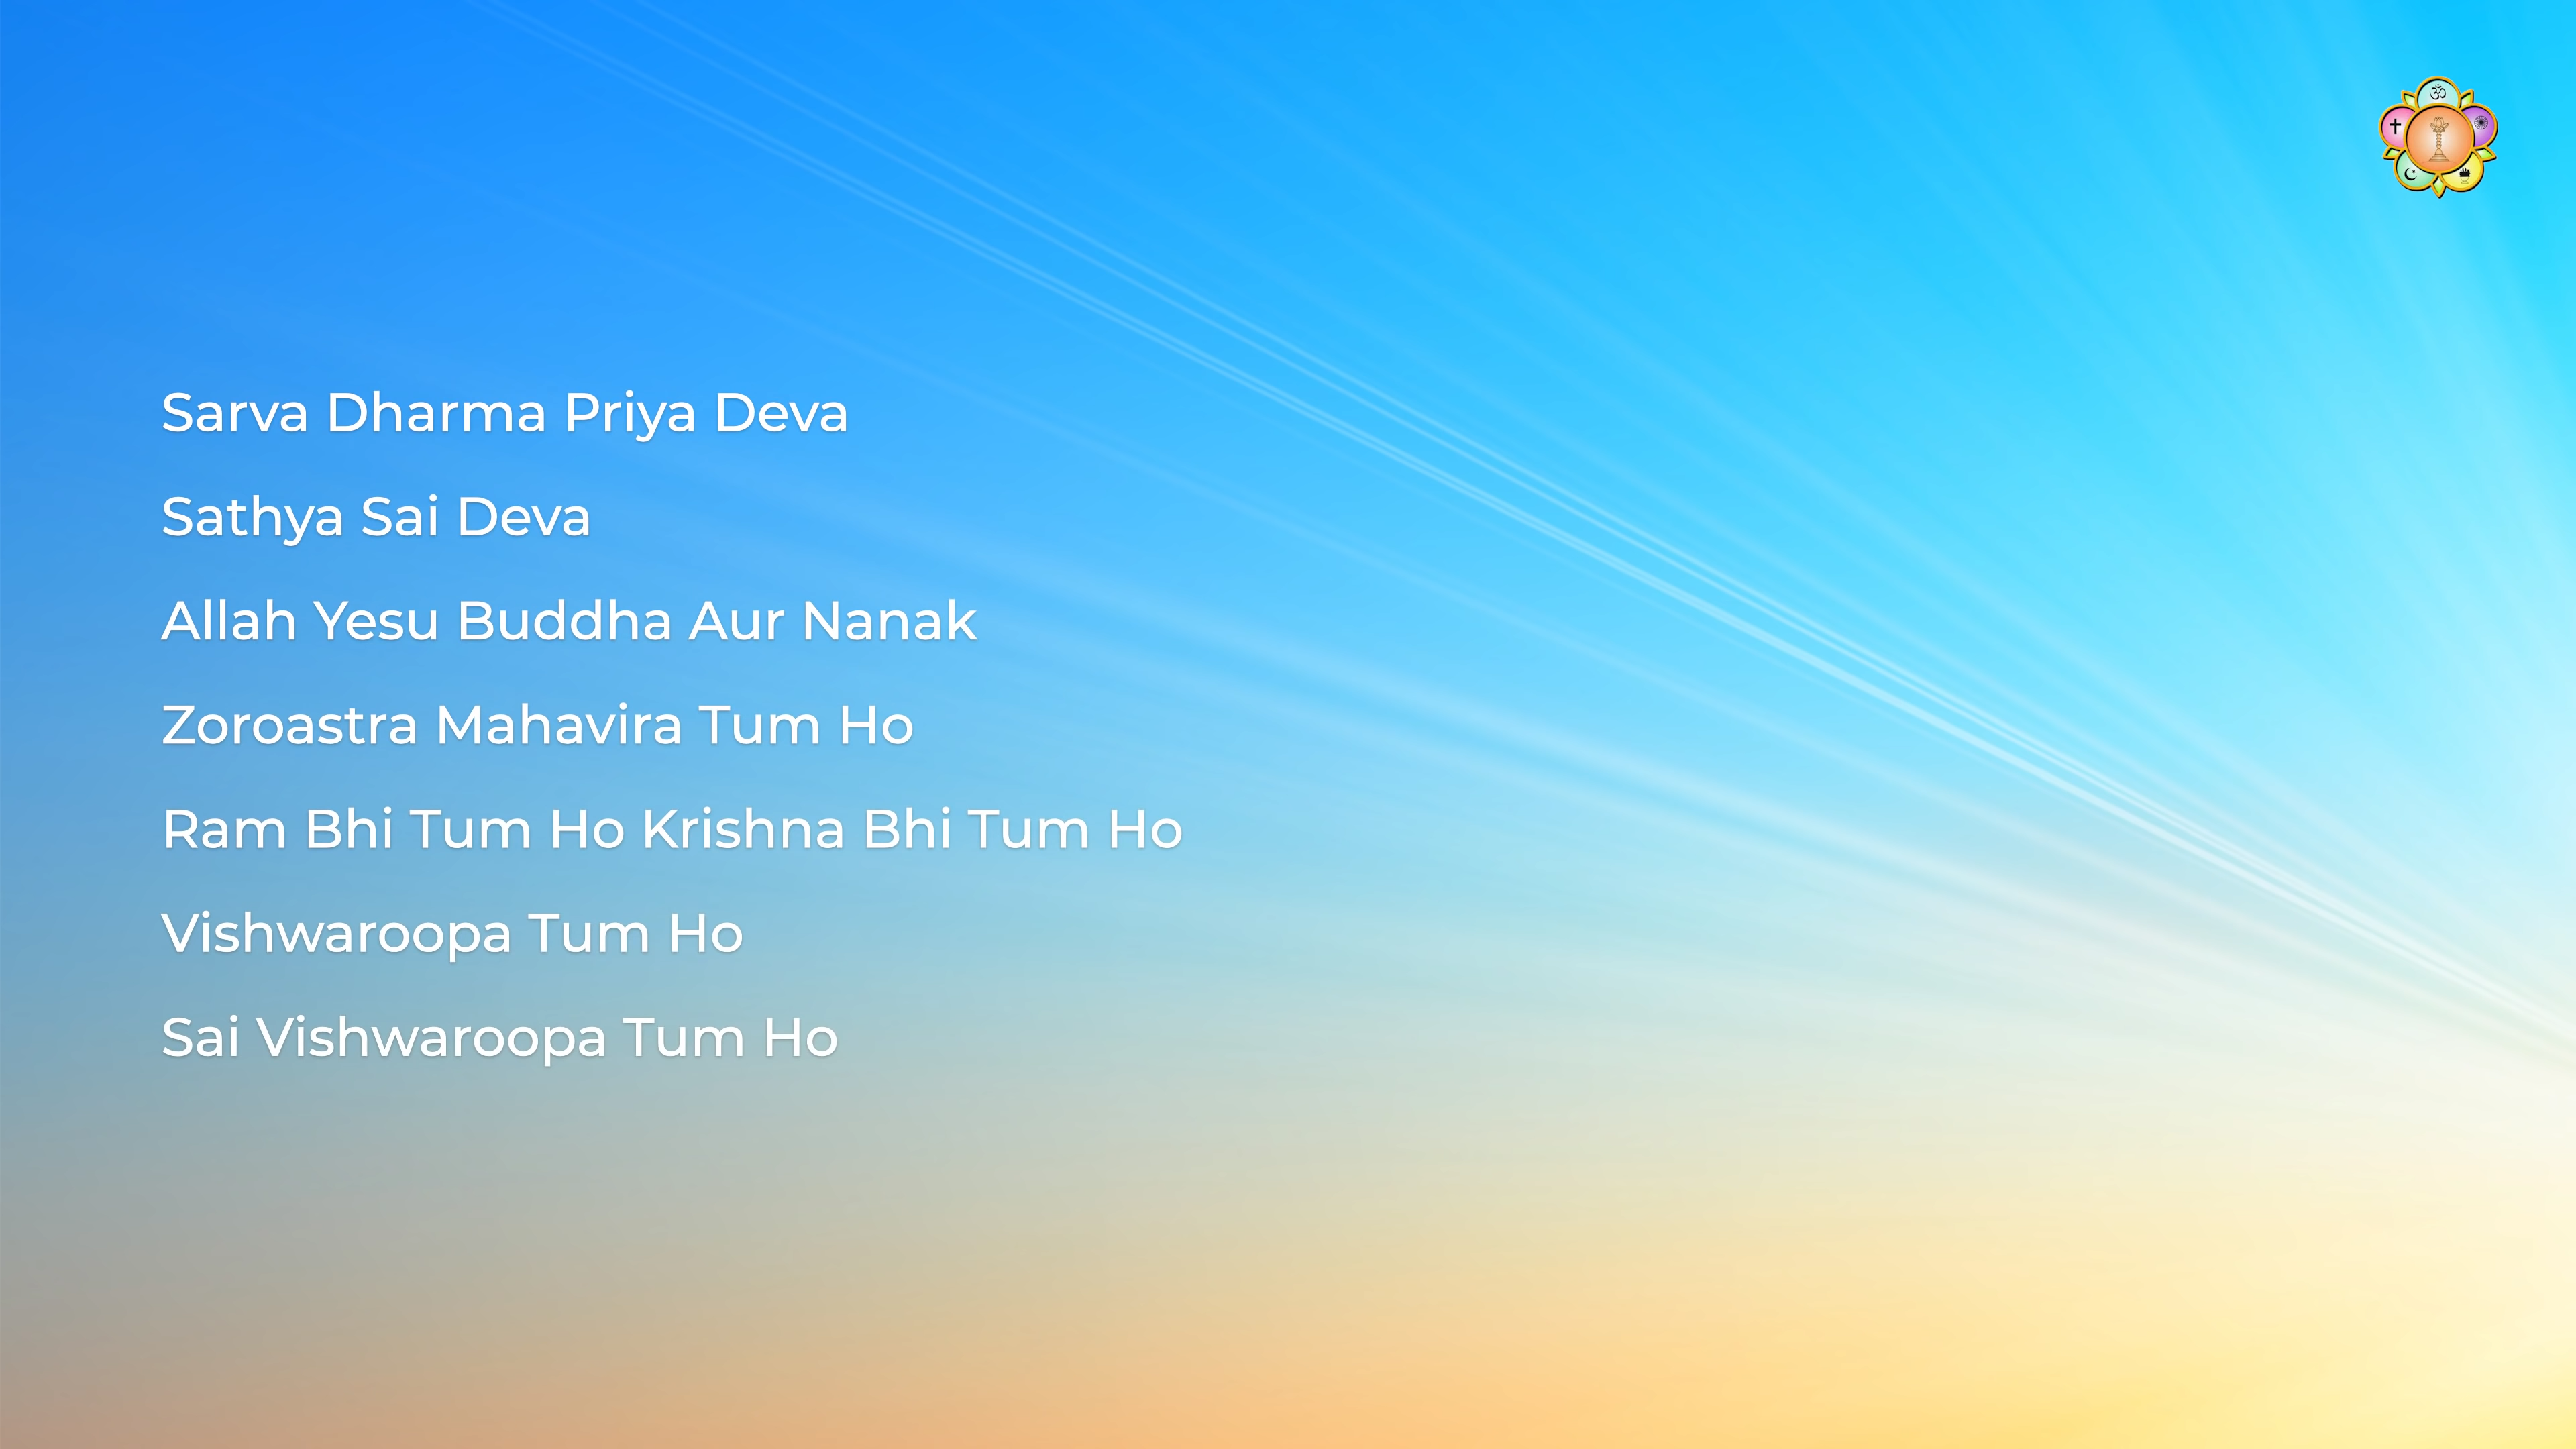 Sarva Dharma Priya Deva
Sathya Sai Deva
Allah Yesu Buddha Aur Nanak
Zoroastra Mahavira Tum Ho
Ram Bhi Tum Ho Krishna Bhi Tum Ho
Vishwaroopa Tum Ho
Sai Vishwaroopa Tum Ho